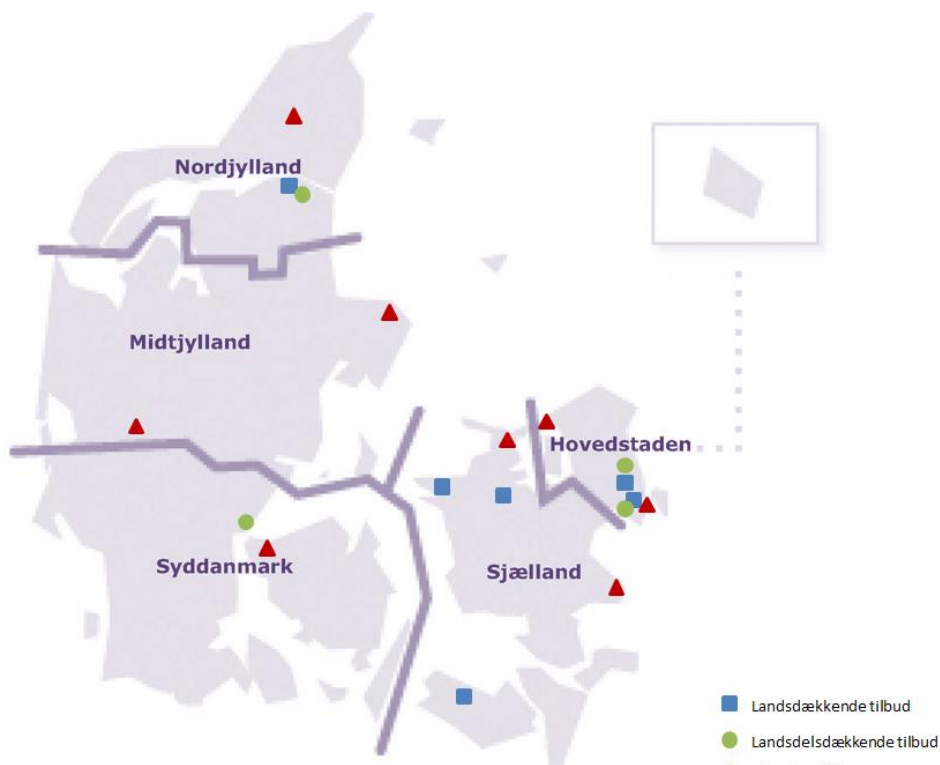 Nordjylland
Midtjylland
Hovedstaden
Syddanmark
Sjælland
Landsdækkende tilbud
Landsdelsdækkende tilbud